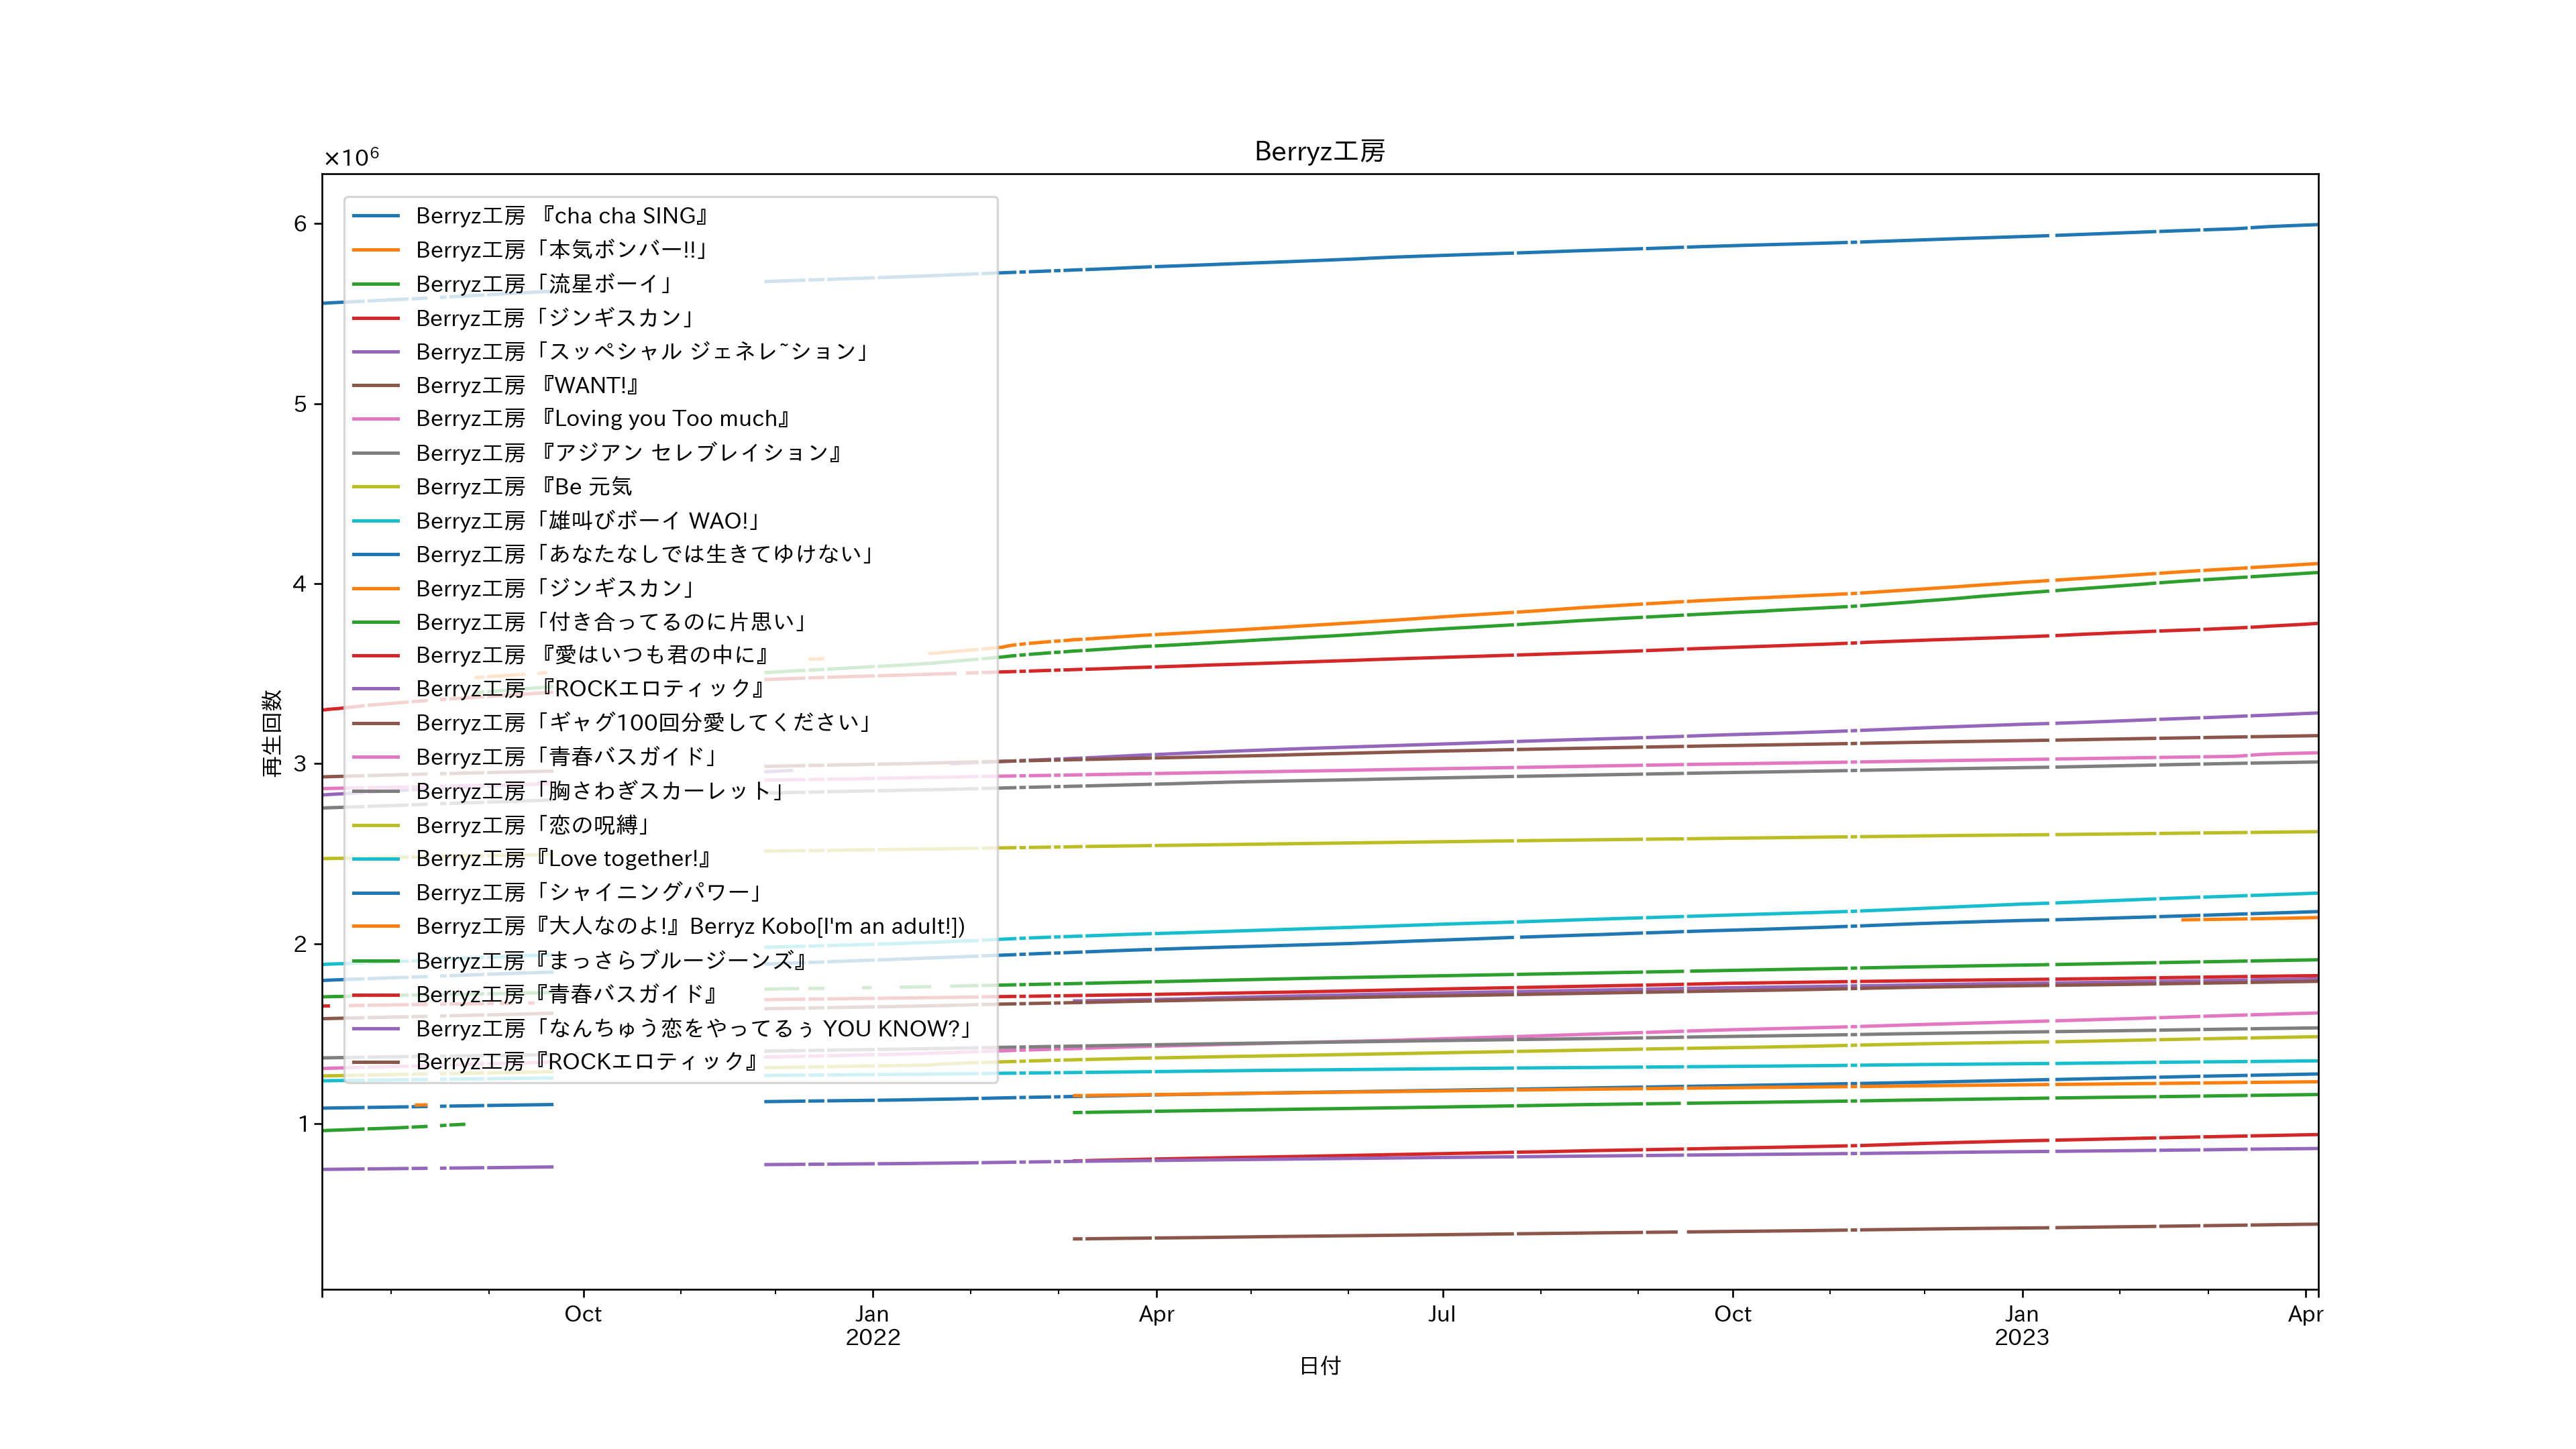 Berryz工房
×10⁶
6
5
4
3
2
1
再生回数
Berryz工房 『cha cha SING』
Berryz工房「本気ボンバー!!」
Berryz工房「流星ボーイ」
Berryz工房「ジンギスカン」
Berryz工房「スッペシャル ジェネレ~ション」
Berryz工房 『WANT!』
Berryz工房 『Loving you Too much』
Berryz工房 『アジアン セレブレイション』
Berryz工房 『Be 元気
Berryz工房「雄叫びボーイ WAO!」
Berryz工房「あなたなしでは生きてゆけない」
Berryz工房「ジンギスカン」
Berryz工房「付き合ってるのに片思い」
Berryz工房 『愛はいつも君の中に』
Berryz工房『ROCKエロティック』
Berryz工房「ギャグ100回分愛してください」
Berryz工房「青春バスガイド」
Berryz工房「胸さわぎスカーレット」
Berryz工房「恋の呪縛」
Berryz工房『Love together!』
Berryz工房「シャイニングパワー」
Berryz工房『大人なのよ!』Berryz Kobo[I'm an adult!])
Berryz工房『まっさらブルージーンズ』
Berryz工房『青春バスガイド』
Berryz工房「なんちゅう恋をやってるぅ YOU KNOW?」
Berryz工房『ROCKエロティック』
Oct Jan Apr Jul Oct Jan Apr
2022 2023
日付